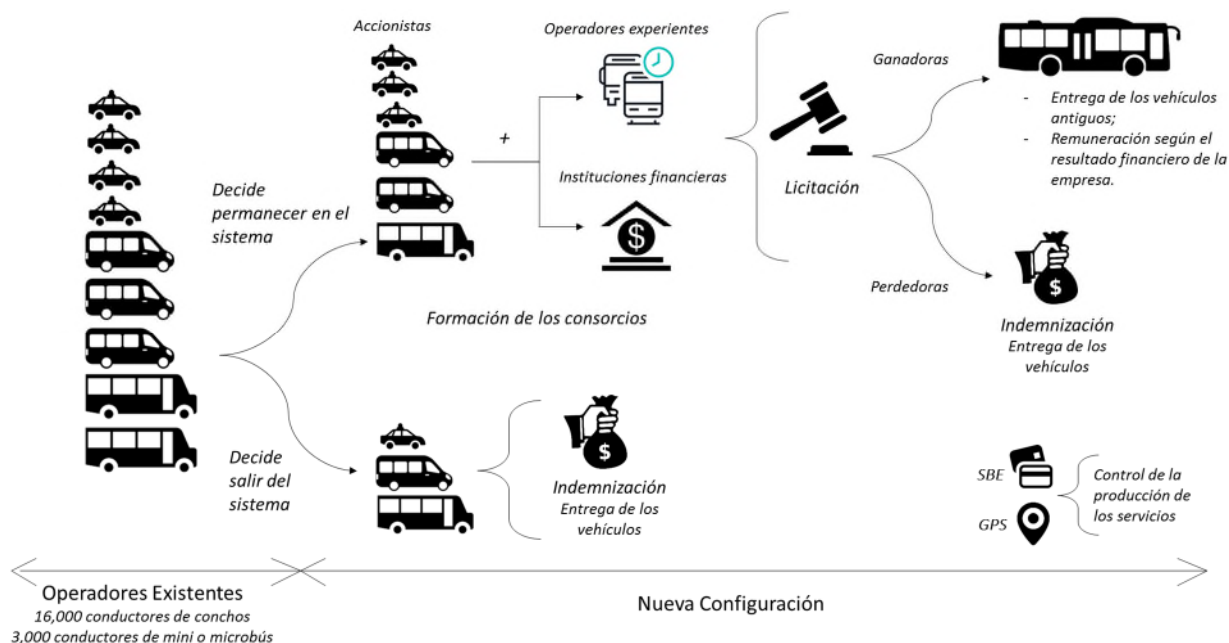 Accionistas
Operadores experientes
Ganadoras
- Entrega de los vehículos
antiguos;
- Remuneración según el
resultado financiero de la
empresa.
+
Instituciones financieras
$
Licitación
Decide
permanecer en el
sistema
Formación de los consorcios
Perdedoras
$
Indemnización
Entrega de los
vehículos
Decide
salir del
sistema
$
Indemnización
Entrega de los
vehículos
SBE
GPS
Control de la
producción de
los servicios
Operadores Existentes
16,000 conductores de conchos
3,000 conductores de mini o microbús
Nueva Configuración